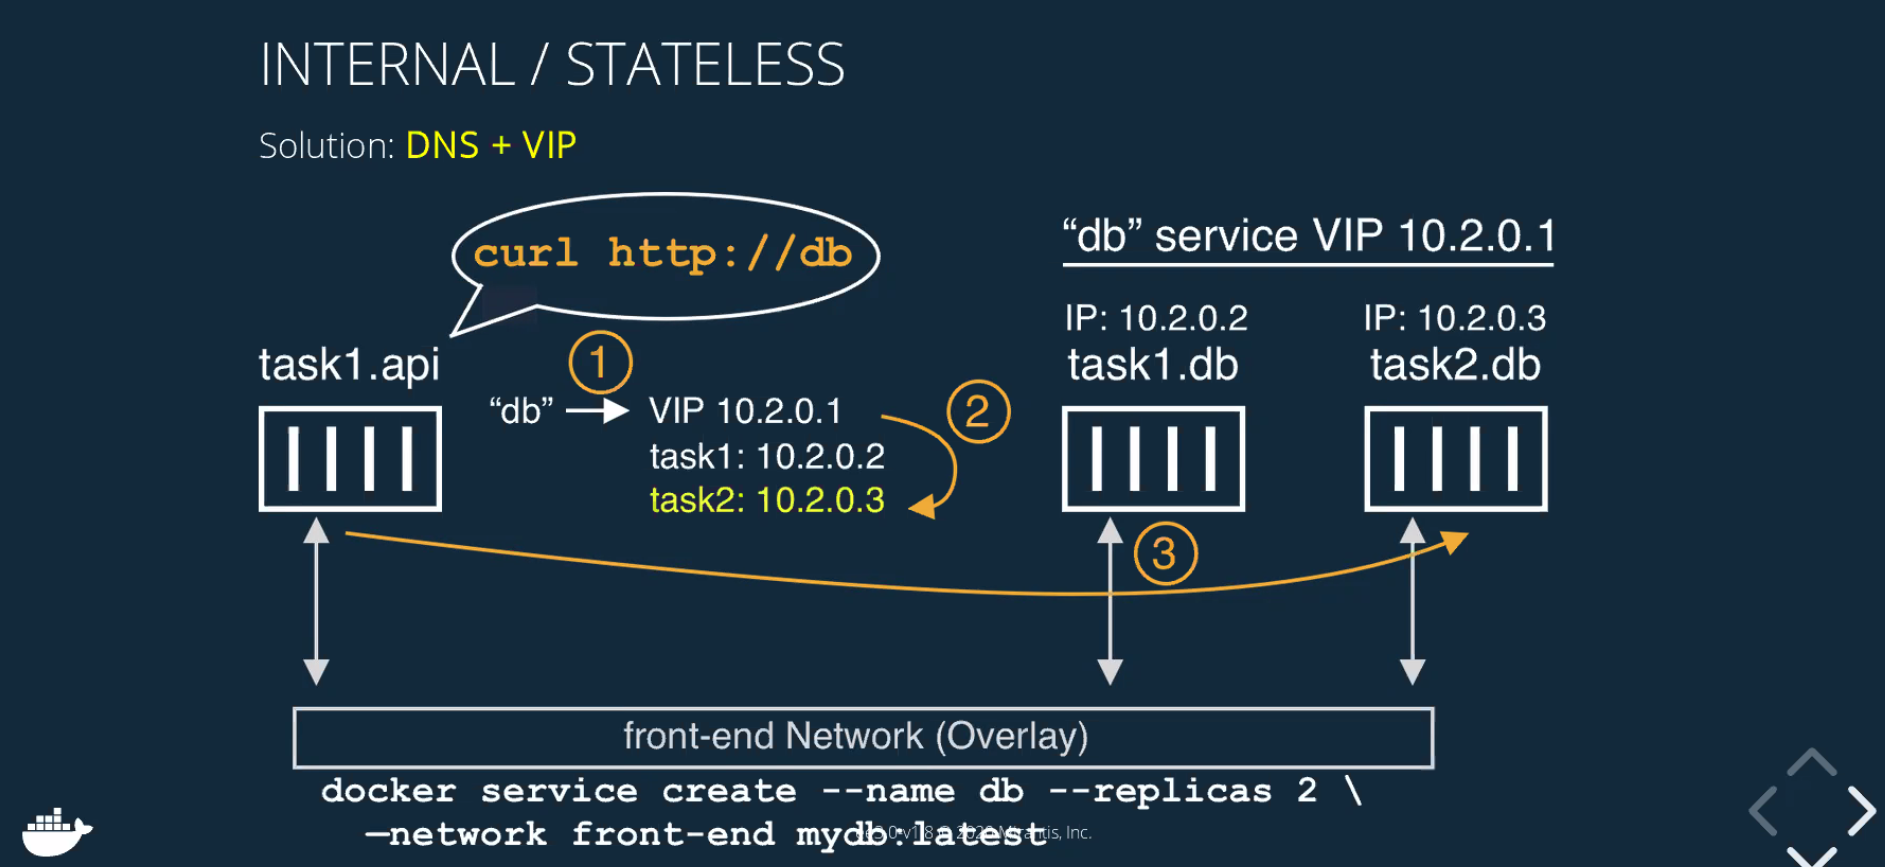 INTERNAL / STATELESS
Solution: DNS + VIP
curl http://db
"db" service VIP 10.2.0.1
IP: 10.2.0.2
task1.db
IP: 10.2.0.3
task2.db
task1.api
1
"db"
VIP 10.2.0.1
task1: 10.2.0.2
task2: 10.2.0.3
2
3
front-end Network (Overlay)
docker service create --name db --replicas 2 \
—network front-end mydb:latest
Inc.